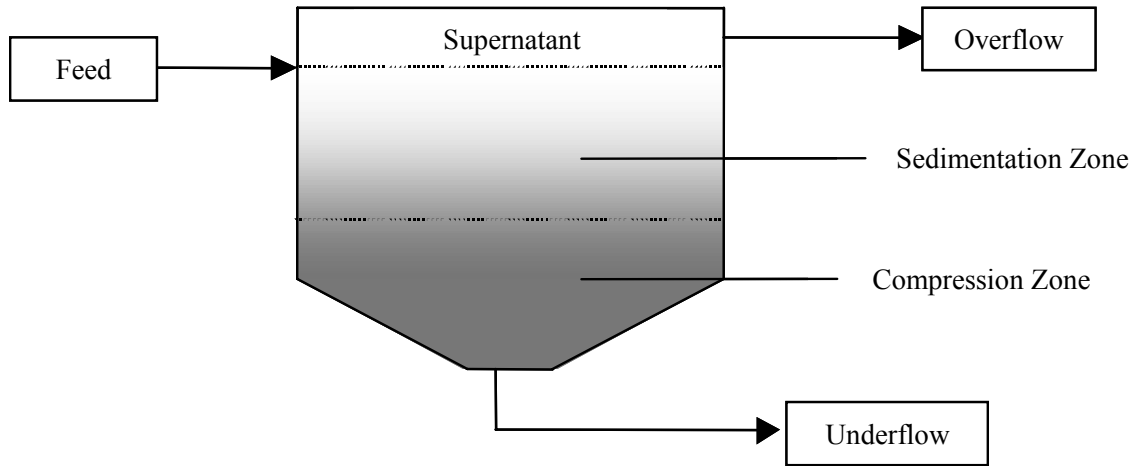 Supernatant
Overflow
Feed
Sedimentation Zone
Compression Zone
Underflow